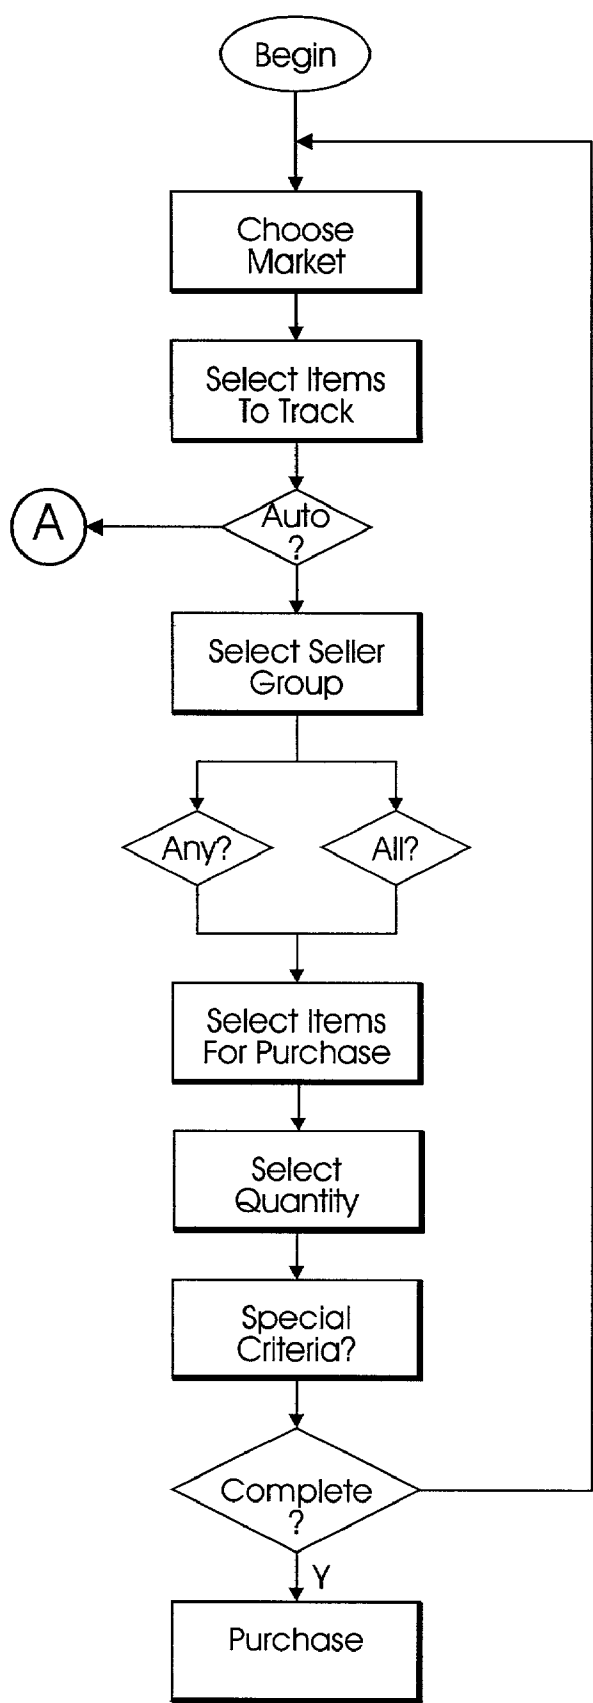 Begin
Choose
Market
Select Items
To Track
A
Auto
?
Select Seller
Group
Any?
All?
Select Items
For Purchase
Select
Quantity
Special
Criteria?
Complete
?
Y
Purchase